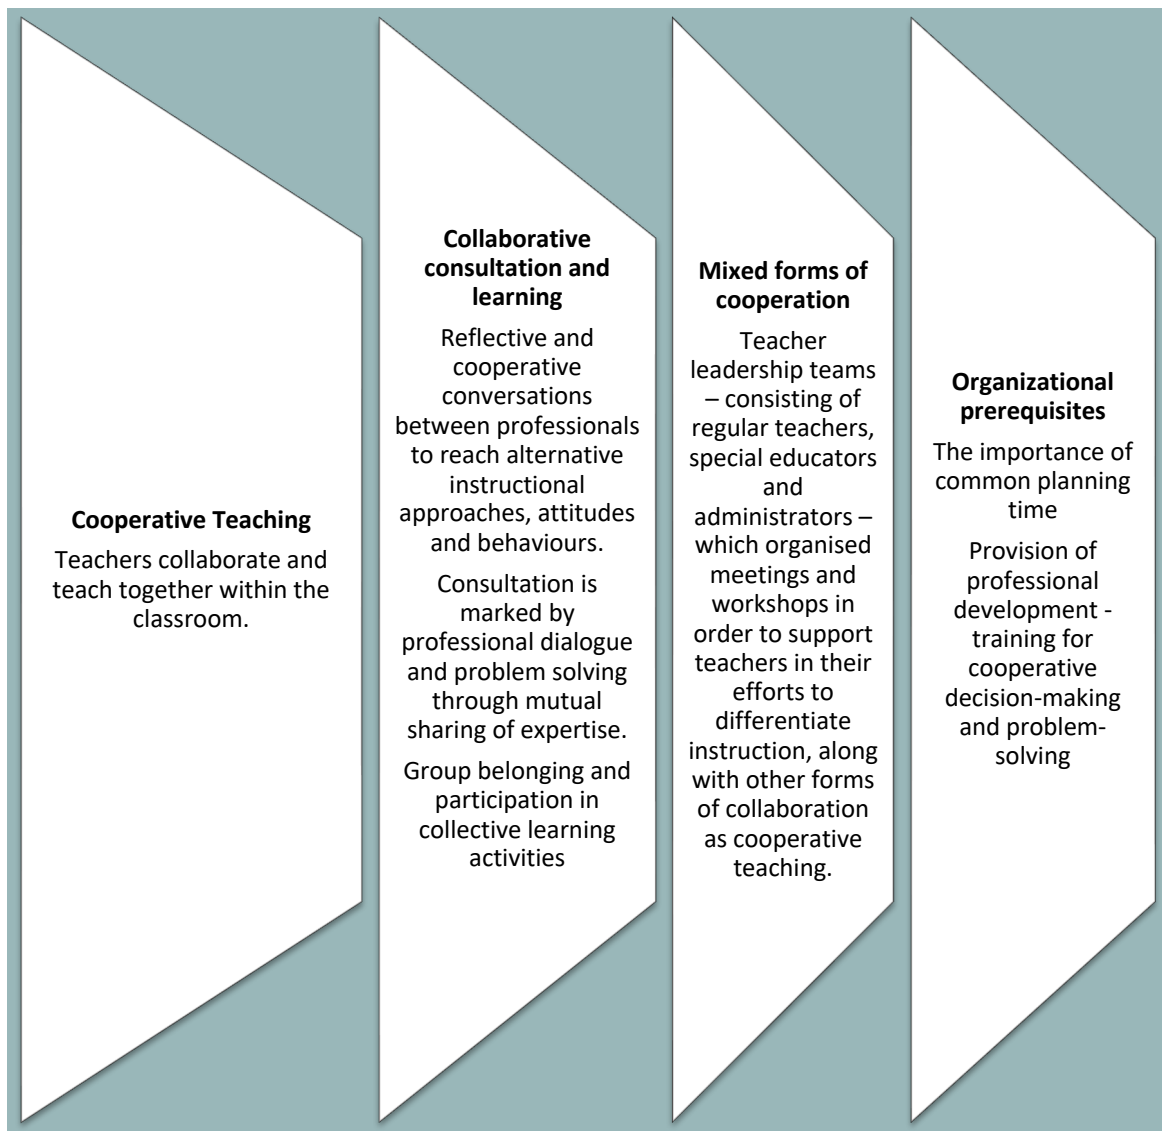 Cooperative Teaching
Teachers collaborate and
teach together within the
classroom.
Collaborative
consultation and
learning
Reflective and
cooperative
conversations
between professionals
to reach alternative
instructional
approaches, attitudes
and behaviours.
Consultation is
marked by
professional dialogue
and problem solving
through mutual
sharing of expertise.
Group belonging and
participation in
collective learning
activities
Mixed forms of
cooperation
Teacher
leadership teams
– consisting of
regular teachers,
special educators
and
administrators –
which organised
meetings and
workshops in
order to support
teachers in their
efforts to
differentiate
instruction, along
with other forms
of collaboration
as cooperative
teaching.
Organizational
prerequisites
The importance of
common planning
time
Provision of
professional
development -
training for
cooperative
decision-making
and problem-
solving